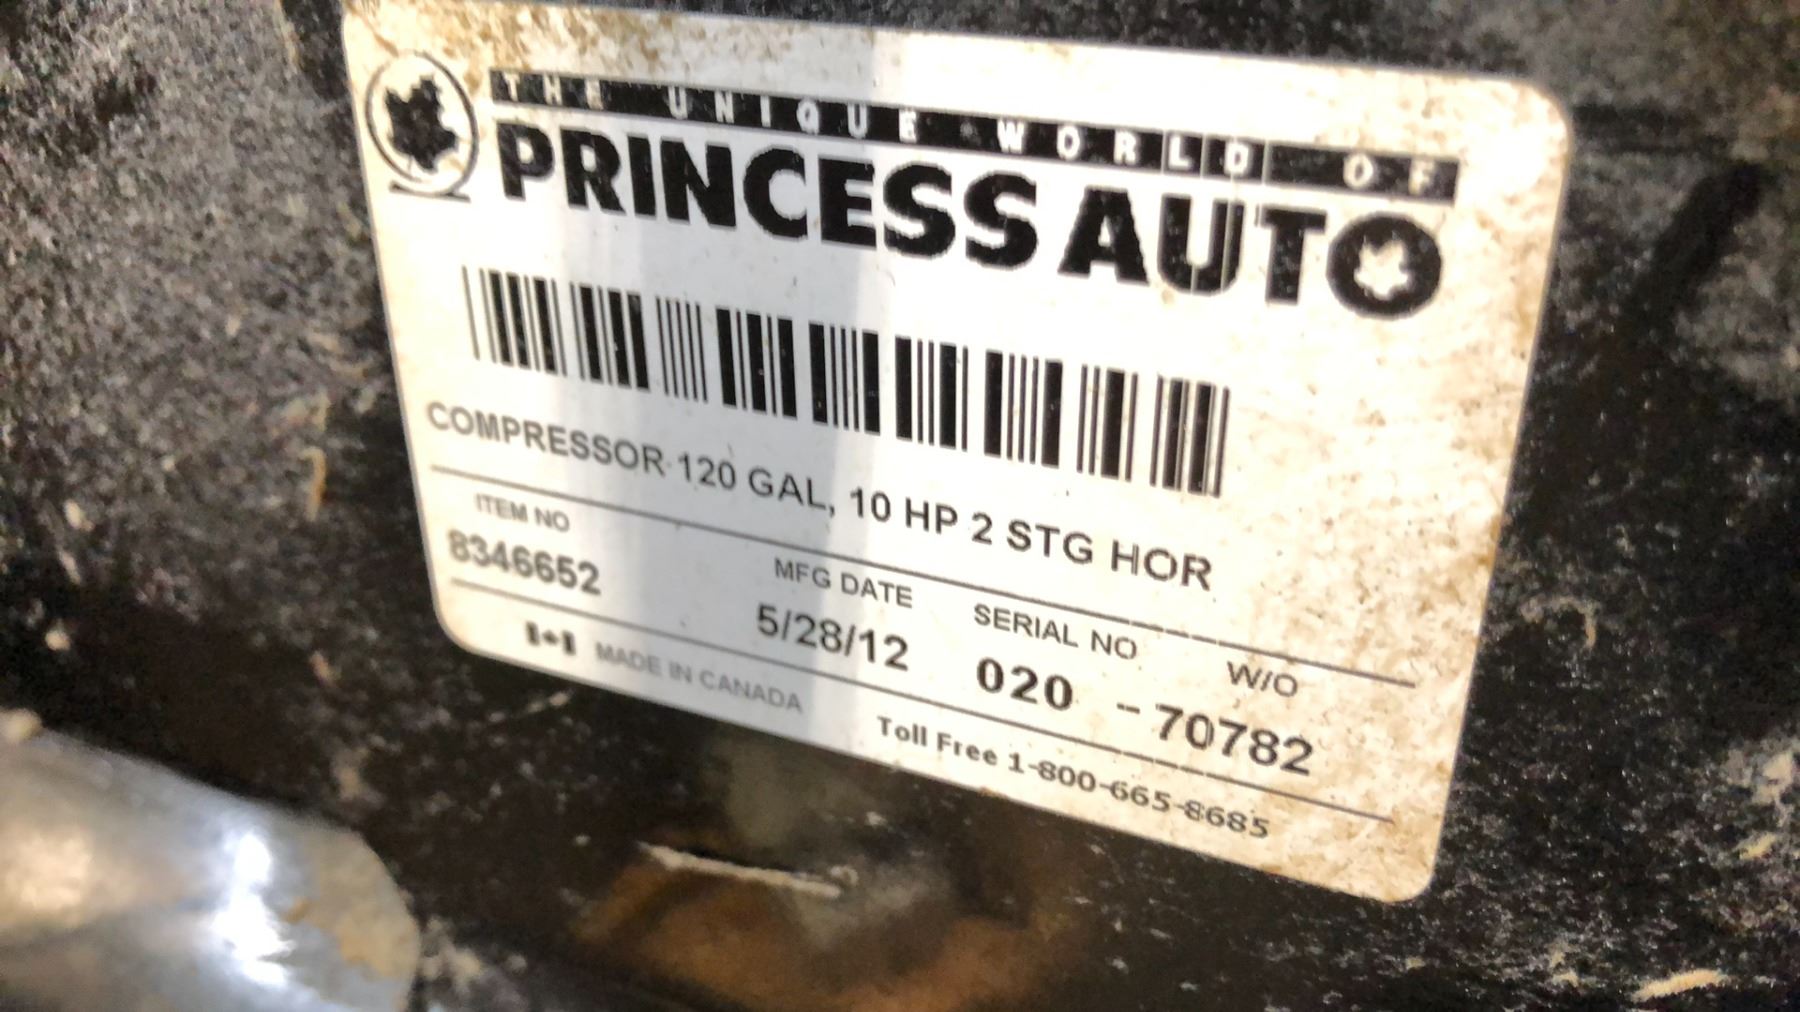 THE UNIQUE WORLD OF
PRINCESS AUTO
COMPRESSOR 120 GAL, 10 HP 2 STG HOR
ITEM NO MFG DATE SERIAL NO W/O
8346652 5/28/12 020 - 70782
MADE IN CANADA
Toll Free 1-800-665-8685